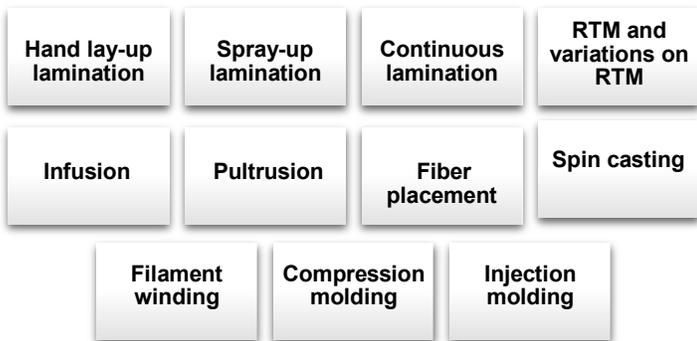 Hand lay-up
lamination
Spray-up
lamination
Continuous
lamination
RTM and
variations on
RTM
Infusion
Pultrusion
Fiber
placement
Spin casting
Filament
winding
Compression
molding
Injection
molding